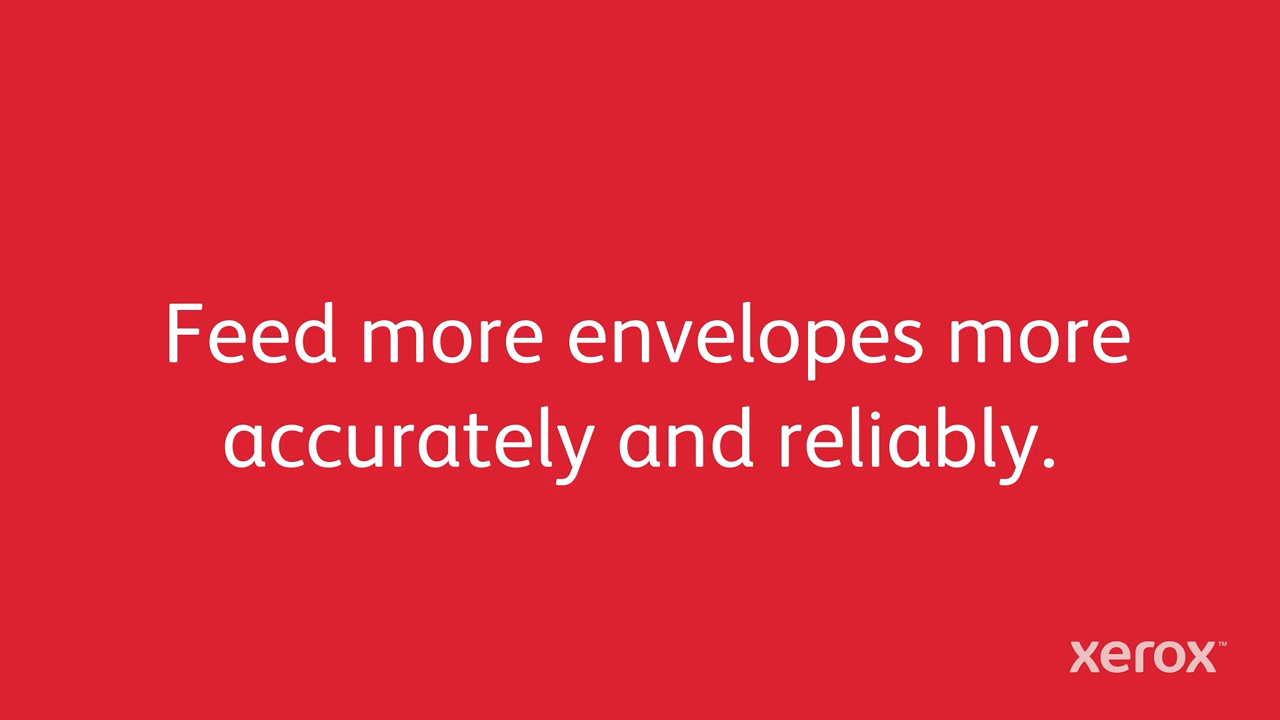 Feed more envelopes more
accurately and reliably.
xerox™